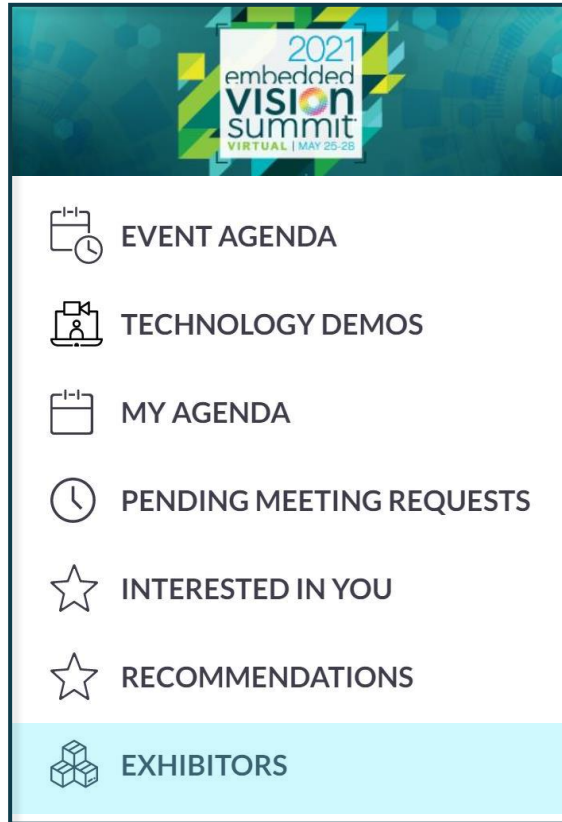 2021
embedded
VISION
summit
VIRTUAL | MAY 25-28
EVENT AGENDA
TECHNOLOGY DEMOS
MY AGENDA
PENDING MEETING REQUESTS
INTERESTED IN YOU
RECOMMENDATIONS
EXHIBITORS